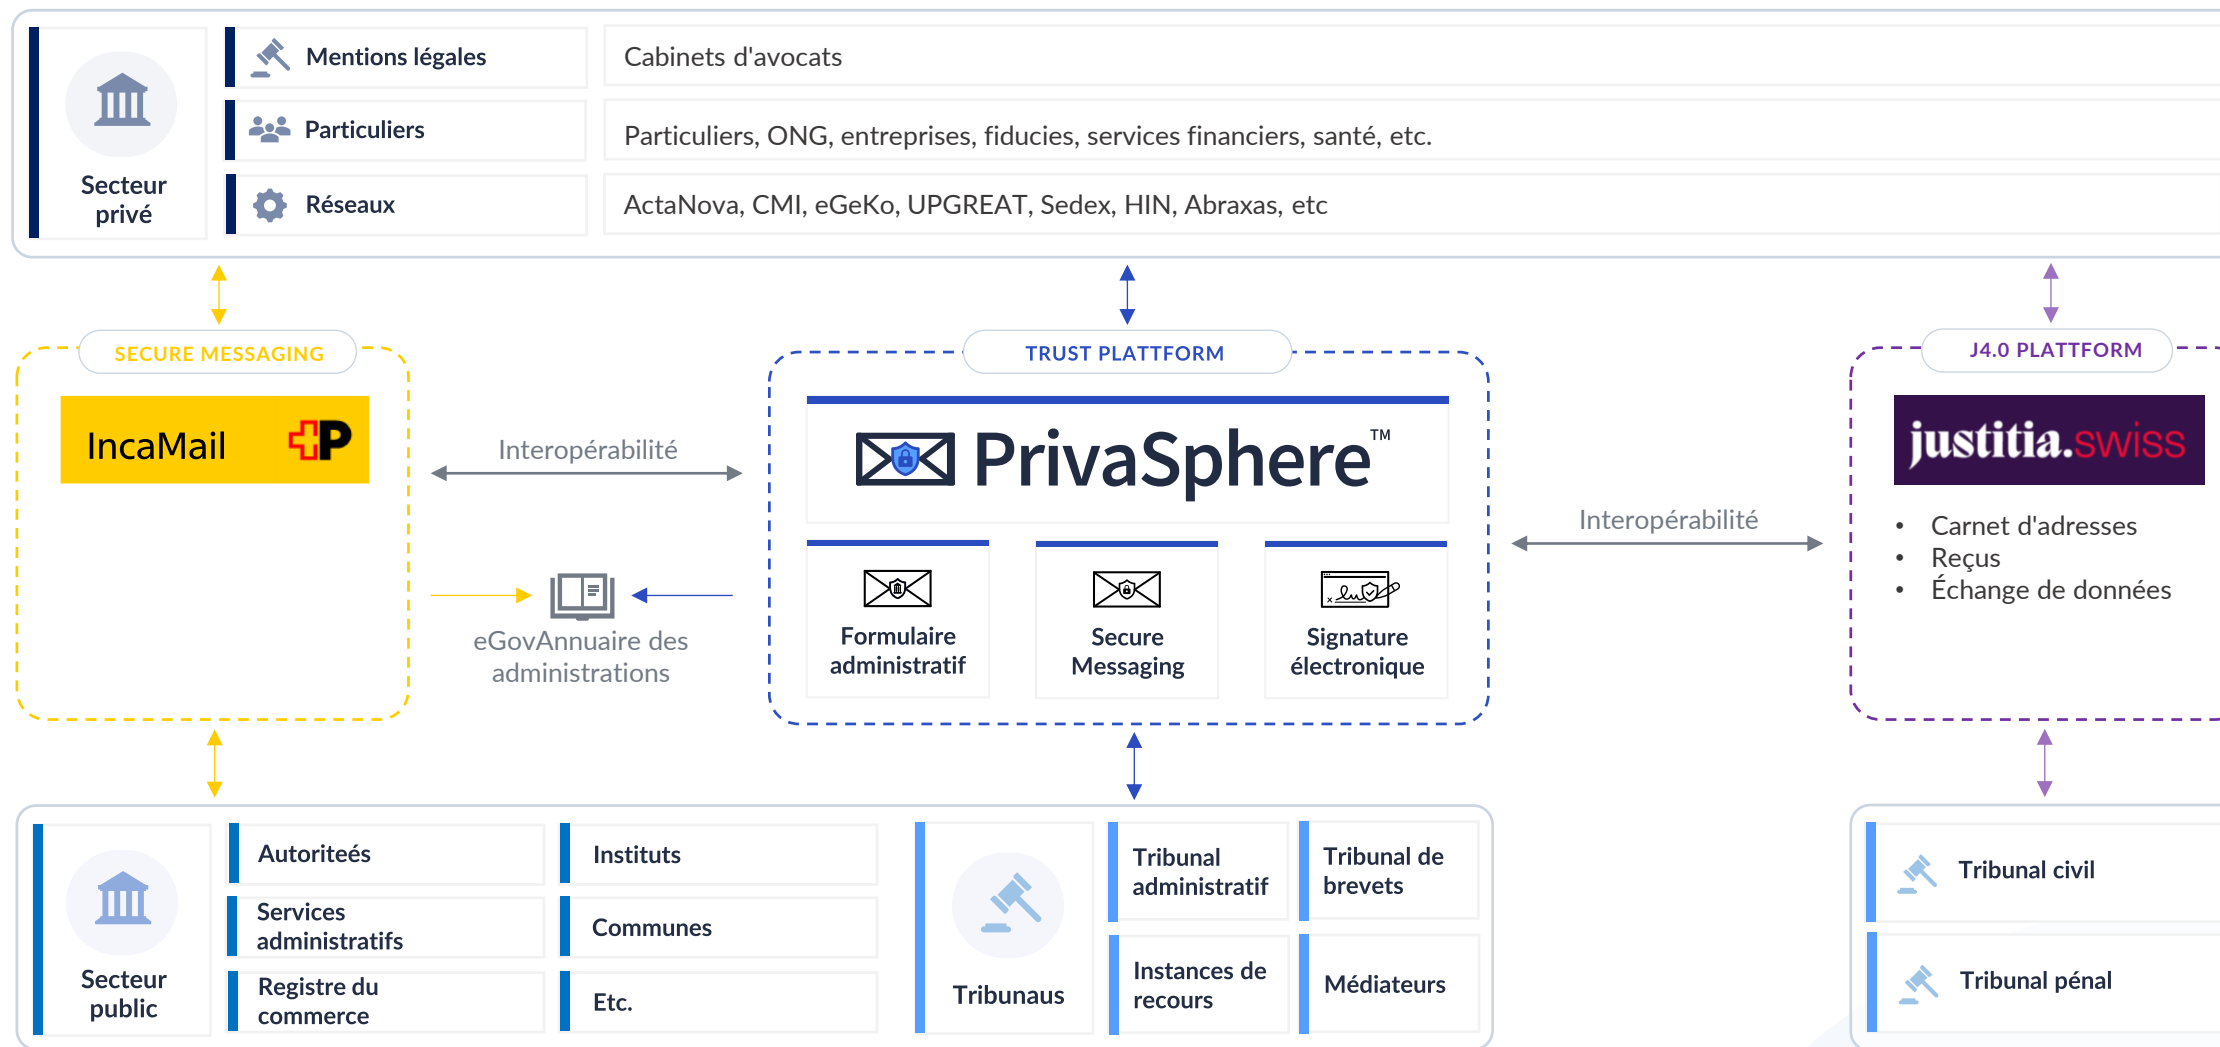 Mentions légales
Cabinets d'avocats
Particuliers
Particuliers, ONG, entreprises, fiducies, services financiers, santé, etc.
Secteur
privé
Réseaux
ActaNova, CMI, eGeKo, UPGREAT, Sedex, HIN, Abraxas, etc
SECURE MESSAGING
IncaMail
P
Interopérabilité
eGovAnnuaire des
administrations
TRUST PLATTFORM
PrivaSphere™
Formulaire
administratif
Secure
Messaging
Signature
électronique
Interopérabilité
J4.0 PLATTFORM
justitia.swiss
• Carnet d'adresses
• Reçus
• Échange de données
Secteur
public
Autoriteés
Instituts
Services
administratifs
Communes
Registre du
commerce
Etc.
Tribunaus
Tribunal
administratif
Tribunal de
brevets
Instances de
recours
Médiateurs
Tribunal civil
Tribunal pénal